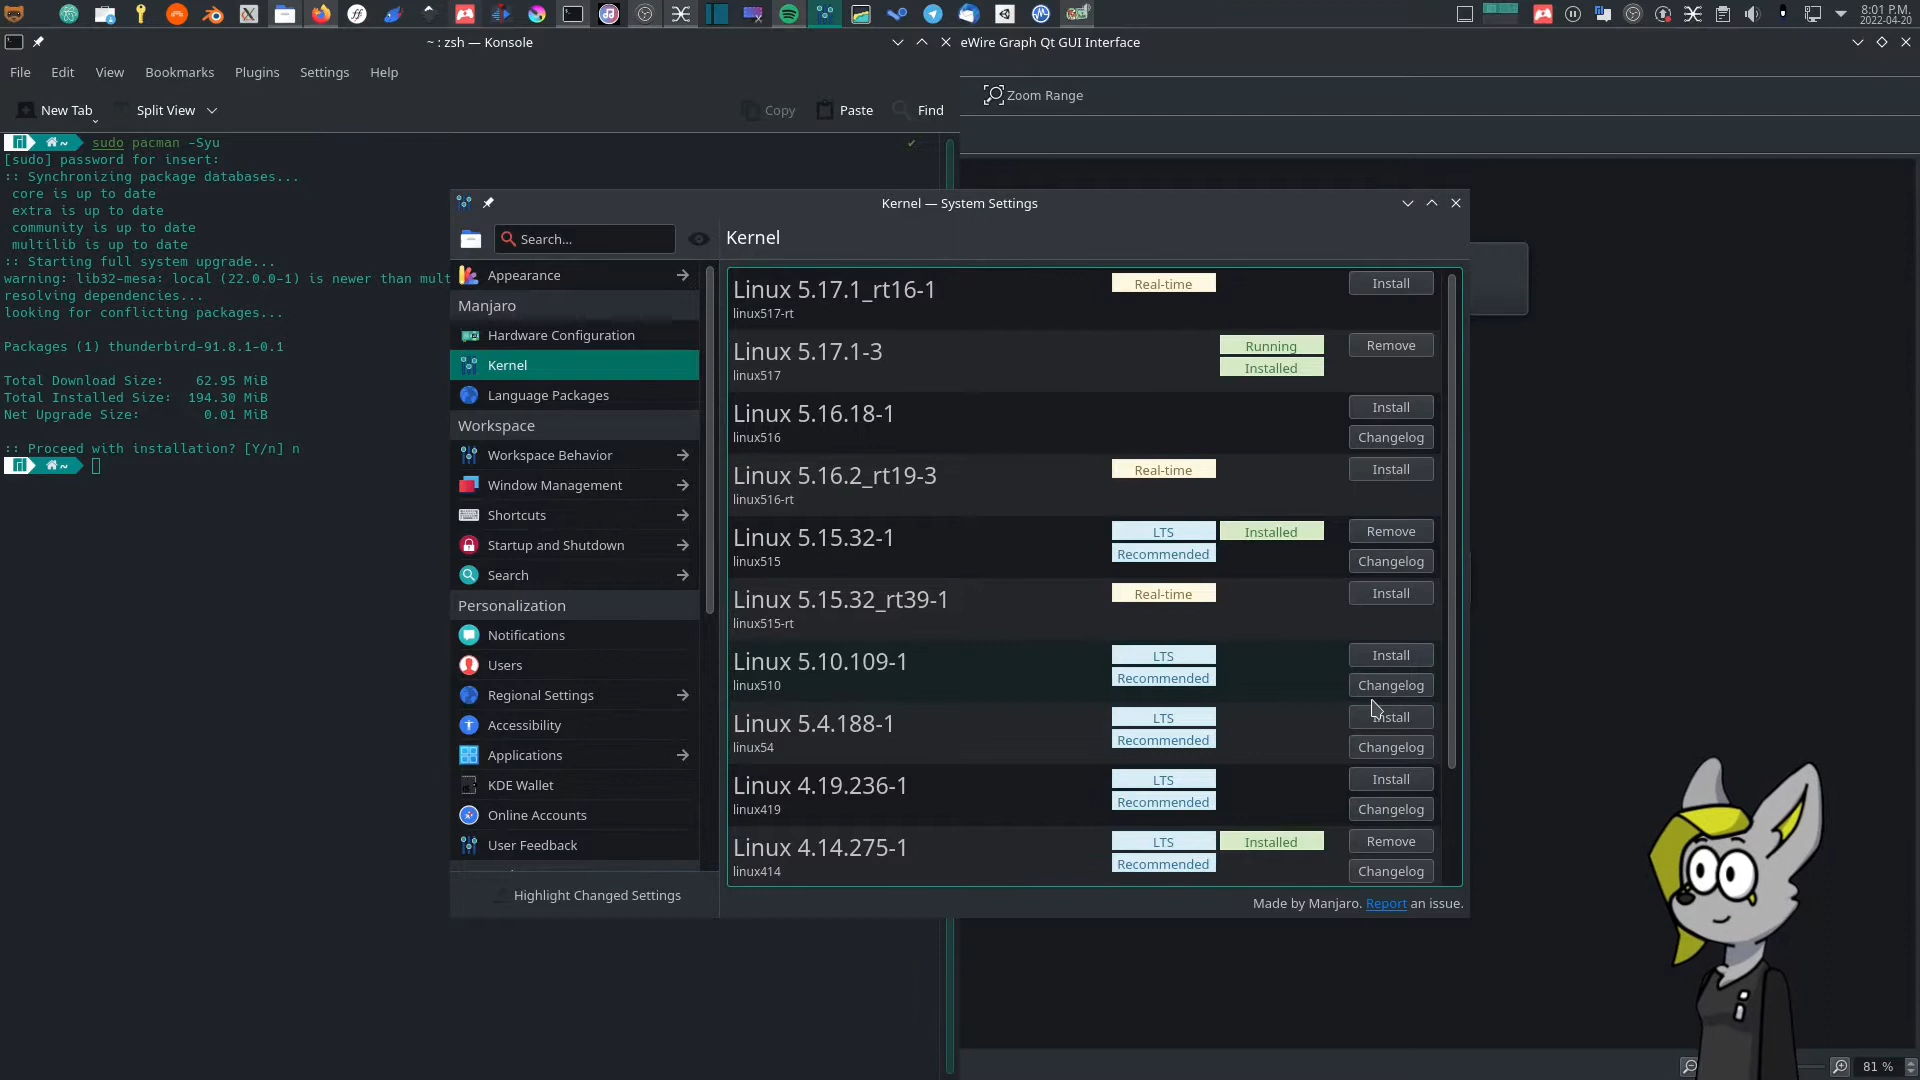 8:01 P.M.
2022-04-20
~ : zsh — Konsole
eWire Graph Qt GUI Interface
File Edit View Bookmarks Plugins Settings Help
New Tab Split View Copy Paste Find
Zoom Range
~ sudo pacman -Syu
[sudo] password for insert:
:: Synchronizing package databases...
core is up to date
extra is up to date
community is up to date
multilib is up to date
:: Starting full system upgrade...
warning: lib32-mesa: local (22.0.0-1) is newer than mult
resolving dependencies...
looking for conflicting packages...
Packages (1) thunderbird-91.8.1-0.1
Total Download Size: 62.95 MiB
Total Installed Size: 194.30 MiB
Net Upgrade Size: 0.01 MiB
:: Proceed with installation? [Y/n] n
~
Kernel — System Settings
Search...
Appearance
Manjaro
Hardware Configuration
Kernel
Language Packages
Workspace
Workspace Behavior
Window Management
Shortcuts
Startup and Shutdown
Search
Personalization
Notifications
Users
Regional Settings
Accessibility
Applications
KDE Wallet
Online Accounts
User Feedback
Highlight Changed Settings
Kernel
Linux 5.17.1_rt16-1 Real-time Install
linux517-rt
Linux 5.17.1-3 Running Remove
linux517 Installed
Linux 5.16.18-1 Install
linux516 Changelog
Linux 5.16.2_rt19-3 Real-time Install
linux516-rt
Linux 5.15.32-1 LTS Installed Remove
linux515 Recommended Changelog
Linux 5.15.32_rt39-1 Real-time Install
linux515-rt
Linux 5.10.109-1 LTS Install
linux510 Recommended Changelog
Linux 5.4.188-1 LTS Install
linux54 Recommended Changelog
Linux 4.19.236-1 LTS Install
linux419 Recommended Changelog
Linux 4.14.275-1 LTS Installed Remove
linux414 Recommended Changelog
Made by Manjaro. Report an issue.
81 %